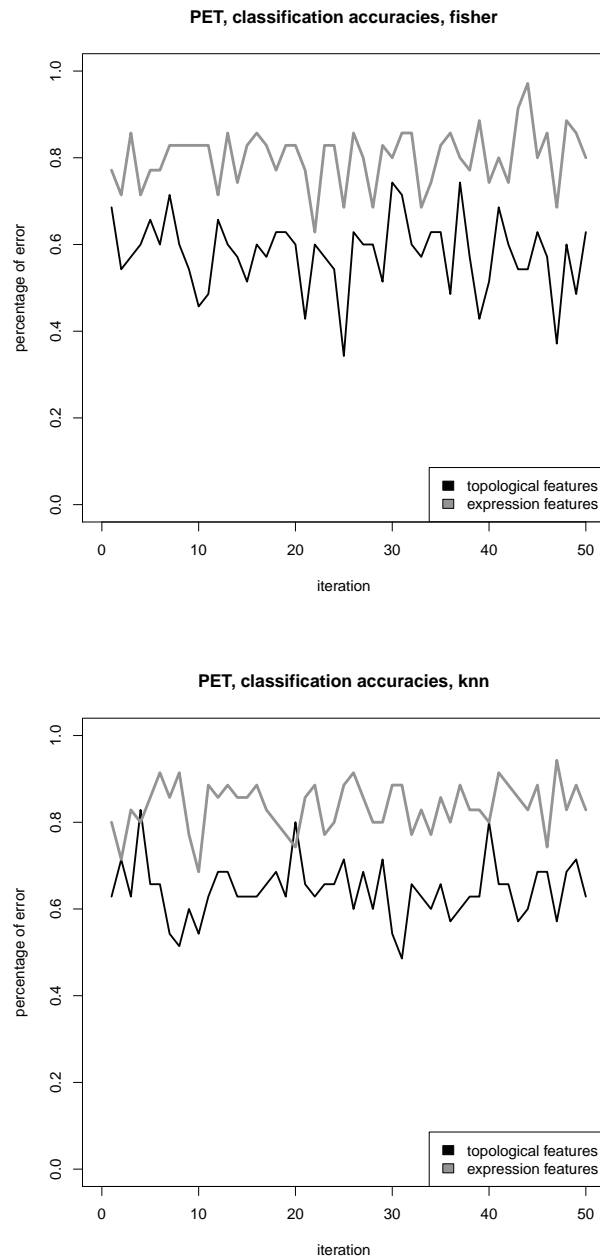 PET, classification accuracies, fisher
percentage of error
1.0
0.8
0.6
0.4
0.2
0.0
topological features
expression features
0 10 20 30 40 50
iteration
PET, classification accuracies, knn
percentage of error
1.0
0.8
0.6
0.4
0.2
0.0
topological features
expression features
0 10 20 30 40 50
iteration